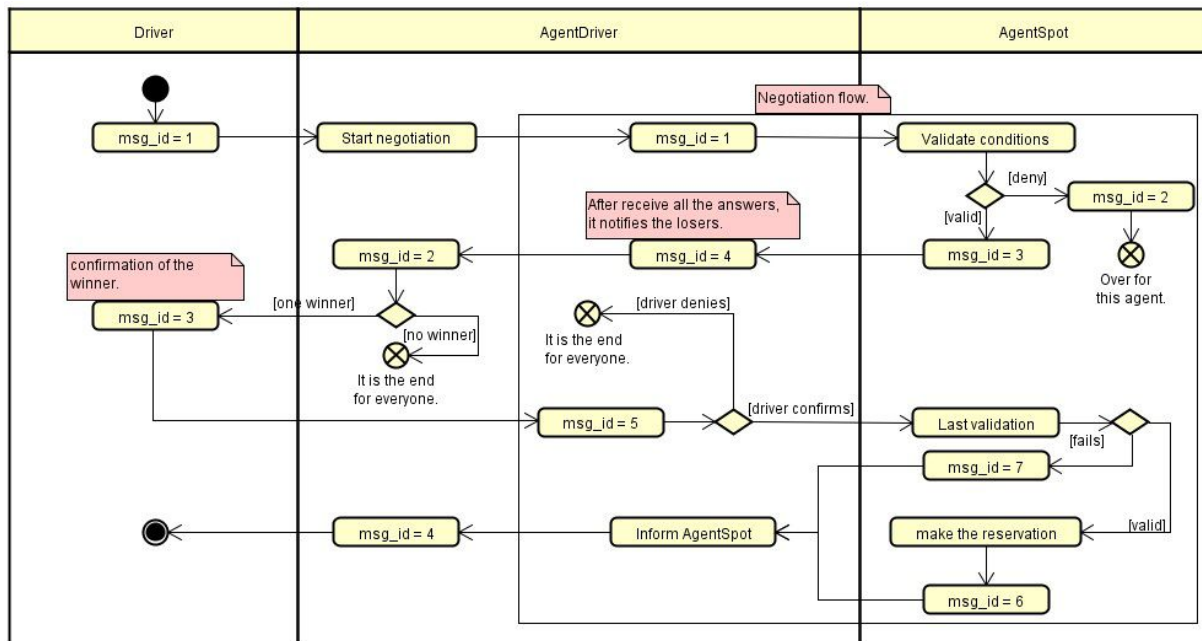 Driver
AgentDriver
AgentSpot
Negotiation flow.
msg_id = 1
Start negotiation
msg_id = 1
Validate conditions
[deny]
msg_id = 2
After receive all the answers,
it notifies the losers.
[valid]
msg_id = 2
msg_id = 4
msg_id = 3
Over for
this agent.
confirmation of the
winner.
msg_id = 3
[one winner]
[driver denies]
[no winner]
It is the end
for everyone.
It is the end
for everyone.
msg_id = 5
[driver confirms]
Last validation
[fails]
msg_id = 7
msg_id = 4
Inform AgentSpot
make the reservation
[valid]
msg_id = 6